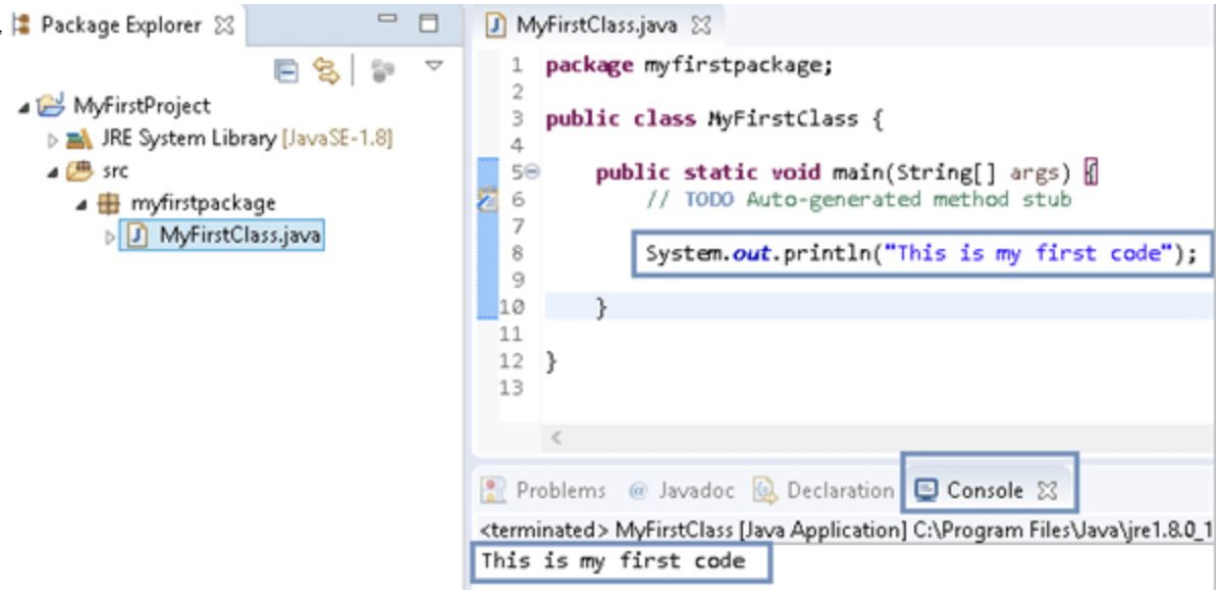 Package Explorer
MyFirstProject
JRE System Library [JavaSE-1.8]
src
myfirstpackage
MyFirstClass.java
MyFirstClass.java
1 package myfirstpackage;
2
3 public class MyFirstClass {
4
5 public static void main(String[] args) {
6 // TODO Auto-generated method stub
7
8 System.out.println("This is my first code");
9
10 }
11
12 }
13
Problems @ Javadoc Declaration Console
<terminated> MyFirstClass [Java Application] C:\Program Files\Java\jre1.8.0_1
This is my first code